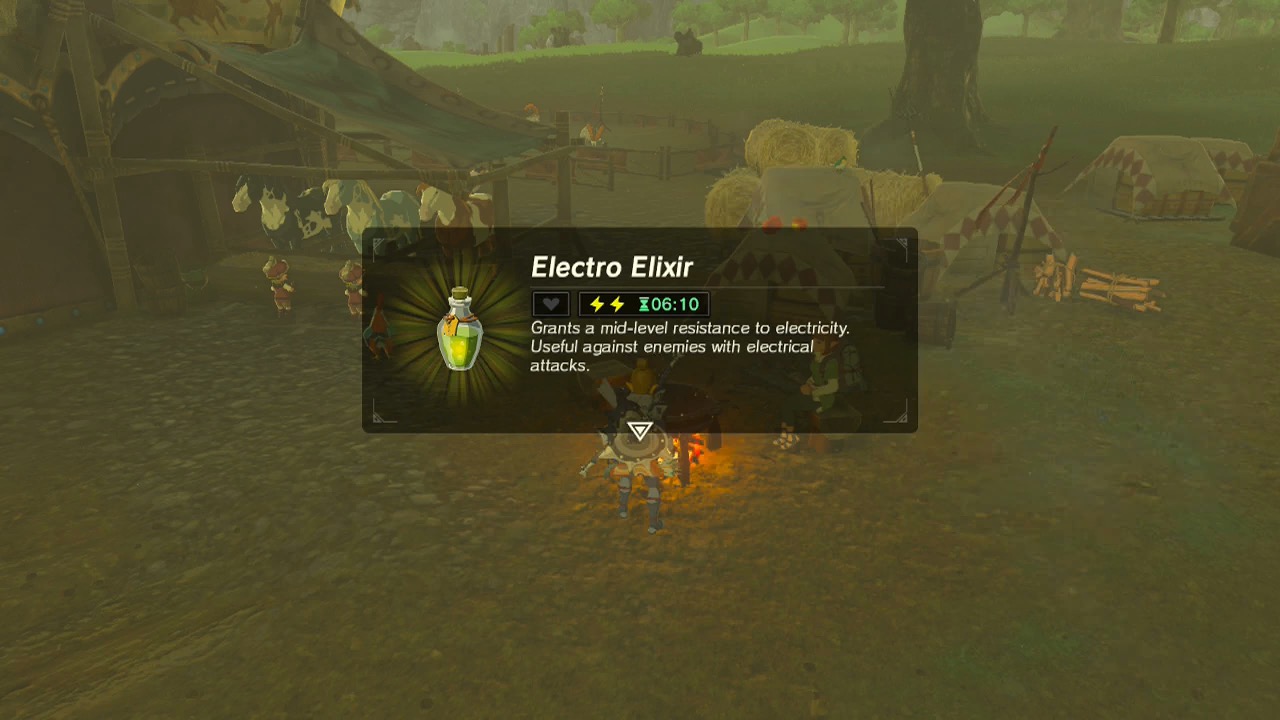 Electro Elixir
06:10
Grants a mid-level resistance to electricity.
Useful against enemies with electrical
attacks.